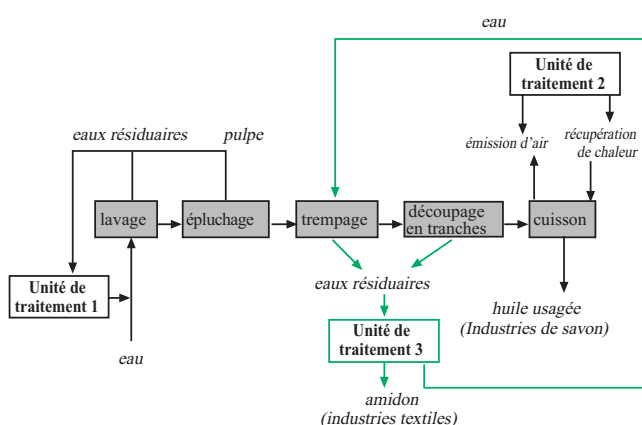 eau
Unité de
traitement 2
eaux résiduaires
pulpe
émission d'air
récupération
de chaleur
lavage
épluchage
trempage
découpage
en tranches
cuisson
Unité de
traitement 1
eaux résiduaires
huile usagée
(Industries de savon)
Unité de
traitement 3
eau
amidon
(industries textiles)